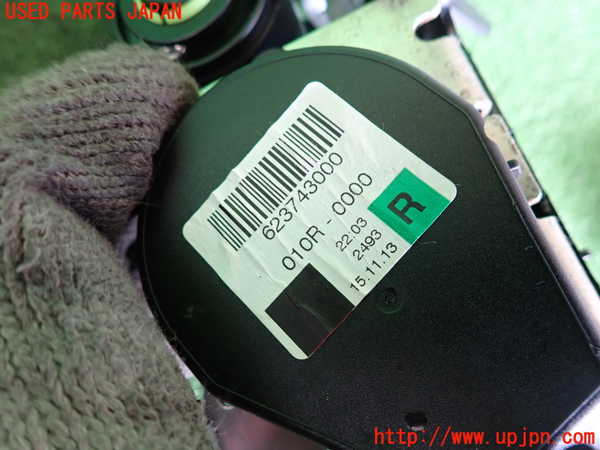 USED PARTS JAPAN
623743000
010R-0000
R
22.03
2493
15.11.13
http://www.upjpn.com/